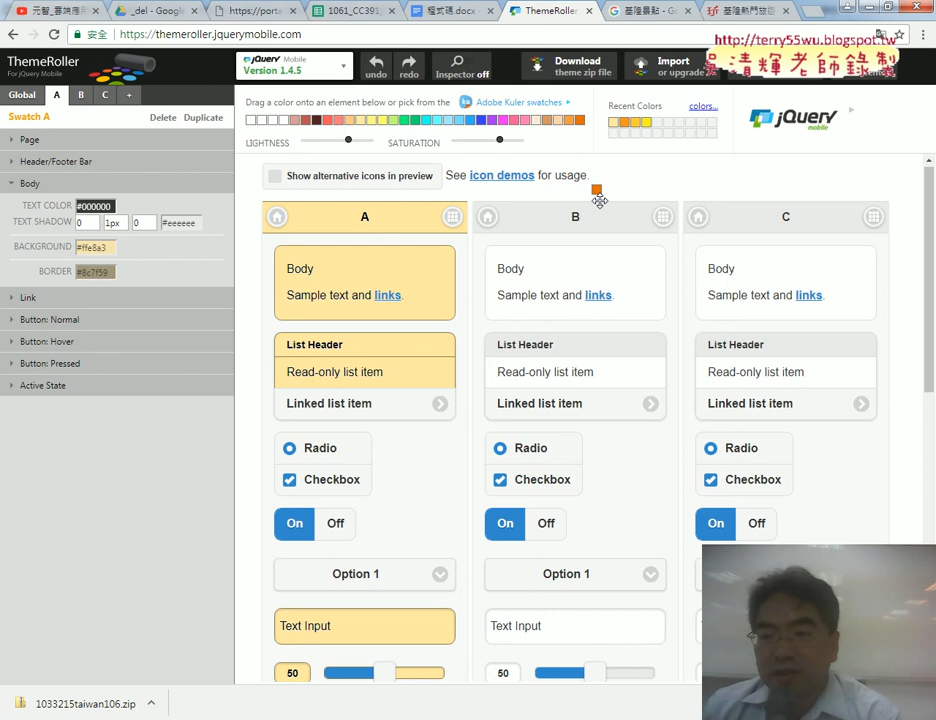 元智_雲端應用
_del - Google
https://porta
1061_CC391
程式碼.docx -
ThemeRoller
基隆景點 - G
基隆熱門旅遊
安全 | https://themeroller.jquerymobile.com
http://terry55wu.blogspot.tw
吳清輝老師錄製
ThemeRoller
For jQuery Mobile
jQuery
mobile
Version 1.4.5
undo
redo
Inspector off
Download
theme zip file
Import
or upgrade
Global
A
B
C
+
Swatch A
Delete
Duplicate
Page
Header/Footer Bar
Body
TEXT COLOR
#000000
TEXT SHADOW
0
1px
0
#eeeeee
BACKGROUND
#ffe8a3
BORDER
#8c7f59
Link
Button: Normal
Button: Hover
Button: Pressed
Active State
Drag a color onto an element below or pick from the
Adobe Kuler swatches
LIGHTNESS
SATURATION
Recent Colors
colors...
jQuery
mobile
Show alternative icons in preview
See icon demos for usage.
A
Body
Sample text and links.
List Header
Read-only list item
Linked list item
Radio
Checkbox
On
Off
Option 1
Text Input
50
B
Body
Sample text and links.
List Header
Read-only list item
Linked list item
Radio
Checkbox
On
Off
Option 1
Text Input
50
C
Body
Sample text and links.
List Header
Read-only list item
Linked list item
Radio
Checkbox
On
Off
1033215taiwan106.zip